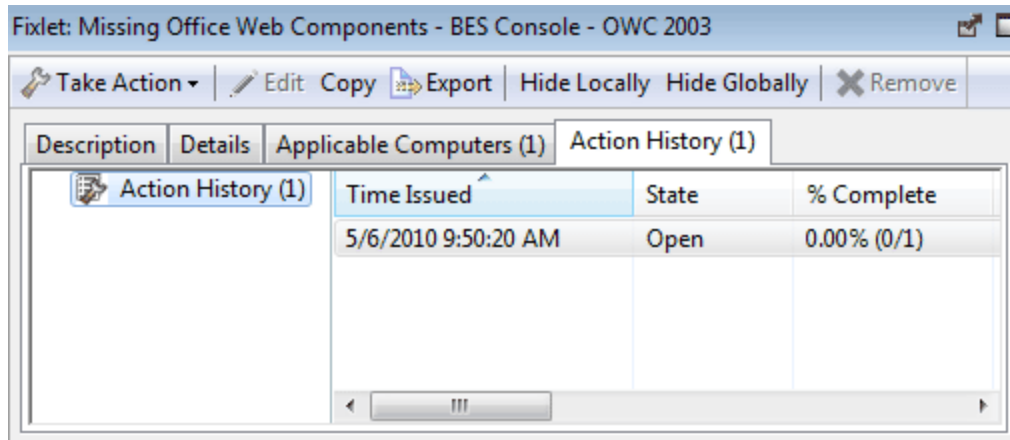 Fixlet: Missing Office Web Components - BES Console - OWC 2003
Take Action Edit Copy Export Hide Locally Hide Globally Remove
Description Details Applicable Computers (1) Action History (1)
Action History (1) Time Issued State % Complete
5/6/2010 9:50:20 AM Open 0.00% (0/1)